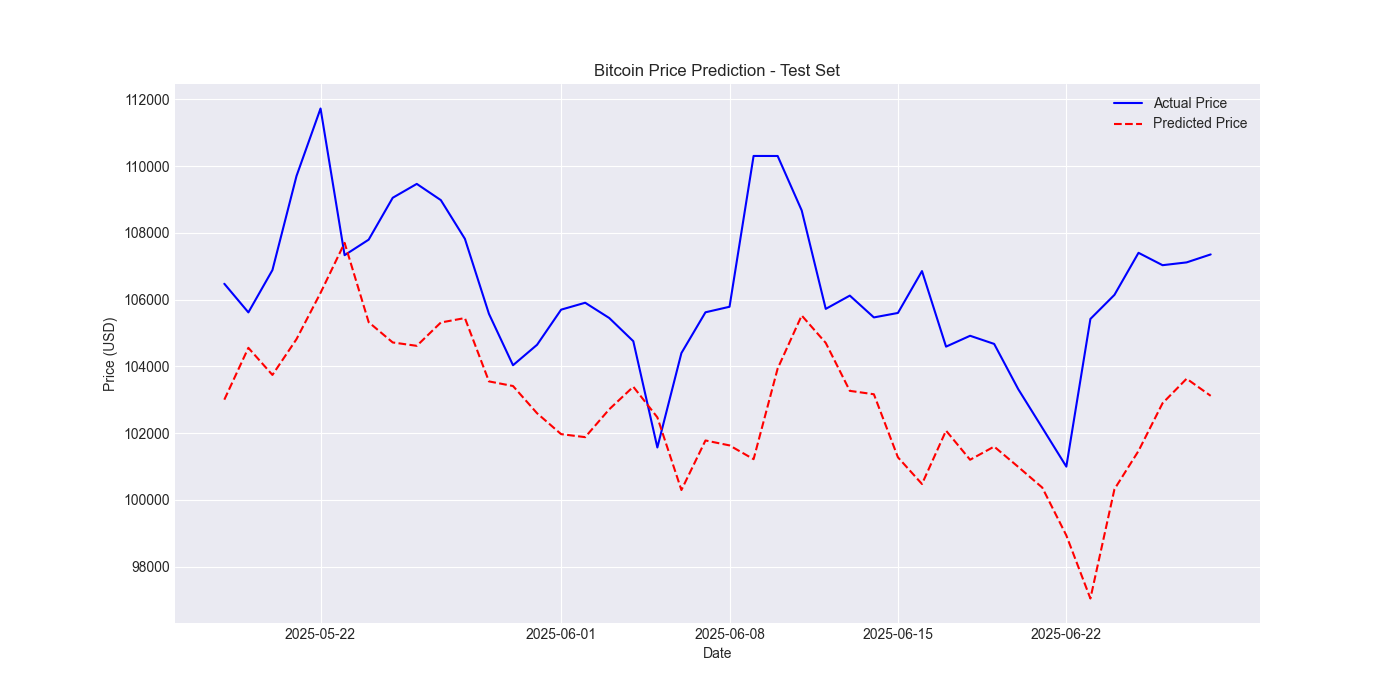 Bitcoin Price Prediction - Test Set
Actual Price
Predicted Price
112000
110000
108000
106000
104000
102000
100000
98000
Price (USD)
2025-05-22
2025-06-01
2025-06-08
2025-06-15
2025-06-22
Date